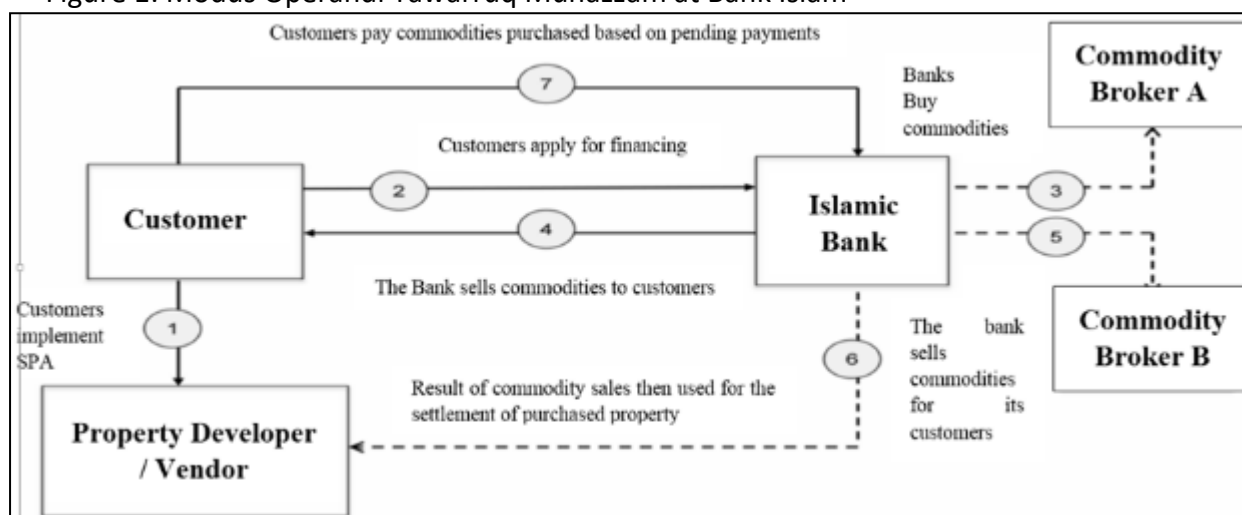 Customers pay commodities purchased based on pending payments
7
Banks
Buy
commodities
Commodity
Broker A
Customers apply for financing
2
3
Customer
Islamic
Bank
4
5
The Bank sells commodities to customers
Customers
implement
SPA
1
6
The bank
sells
commodities
for its
customers
Commodity
Broker B
Result of commodity sales then used for the
settlement of purchased property
Property Developer
/ Vendor